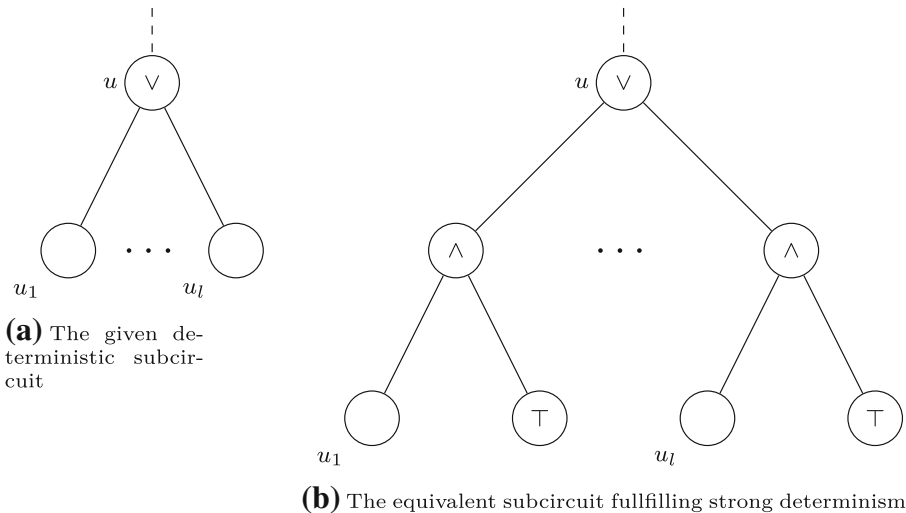 u ∨
u ∨
∧ · · · ∧
· · ·
u₁ u_l
(a) The given de-
terministic subcir-
cuit
⊤ ⊤
u₁ u_l
(b) The equivalent subcircuit fullfilling strong determinism